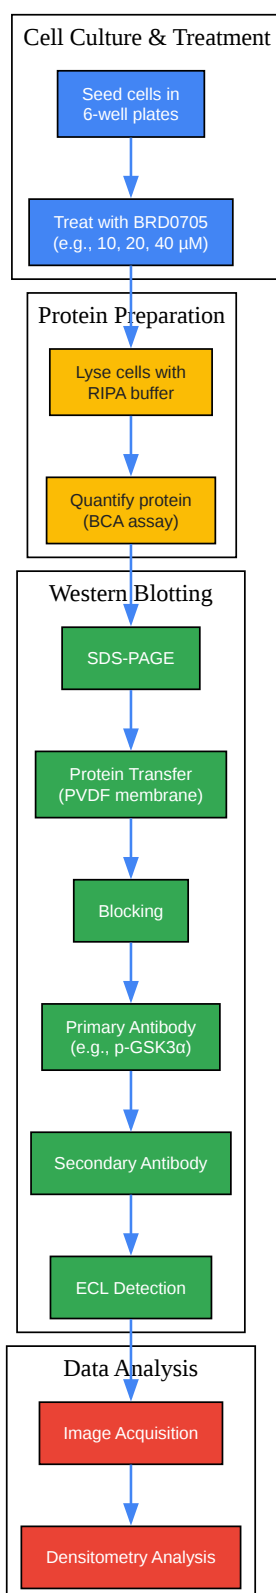 Cell Culture & Treatment
Seed cells in
6-well plates
Treat with BRD0705
(e.g., 10, 20, 40 µM)
Protein Preparation
Lyse cells with
RIPA buffer
Quantify protein
(BCA assay)
Western Blotting
SDS-PAGE
Protein Transfer
(PVDF membrane)
Blocking
Primary Antibody
(e.g., p-GSK3α)
Secondary Antibody
ECL Detection
Data Analysis
Image Acquisition
Densitometry Analysis